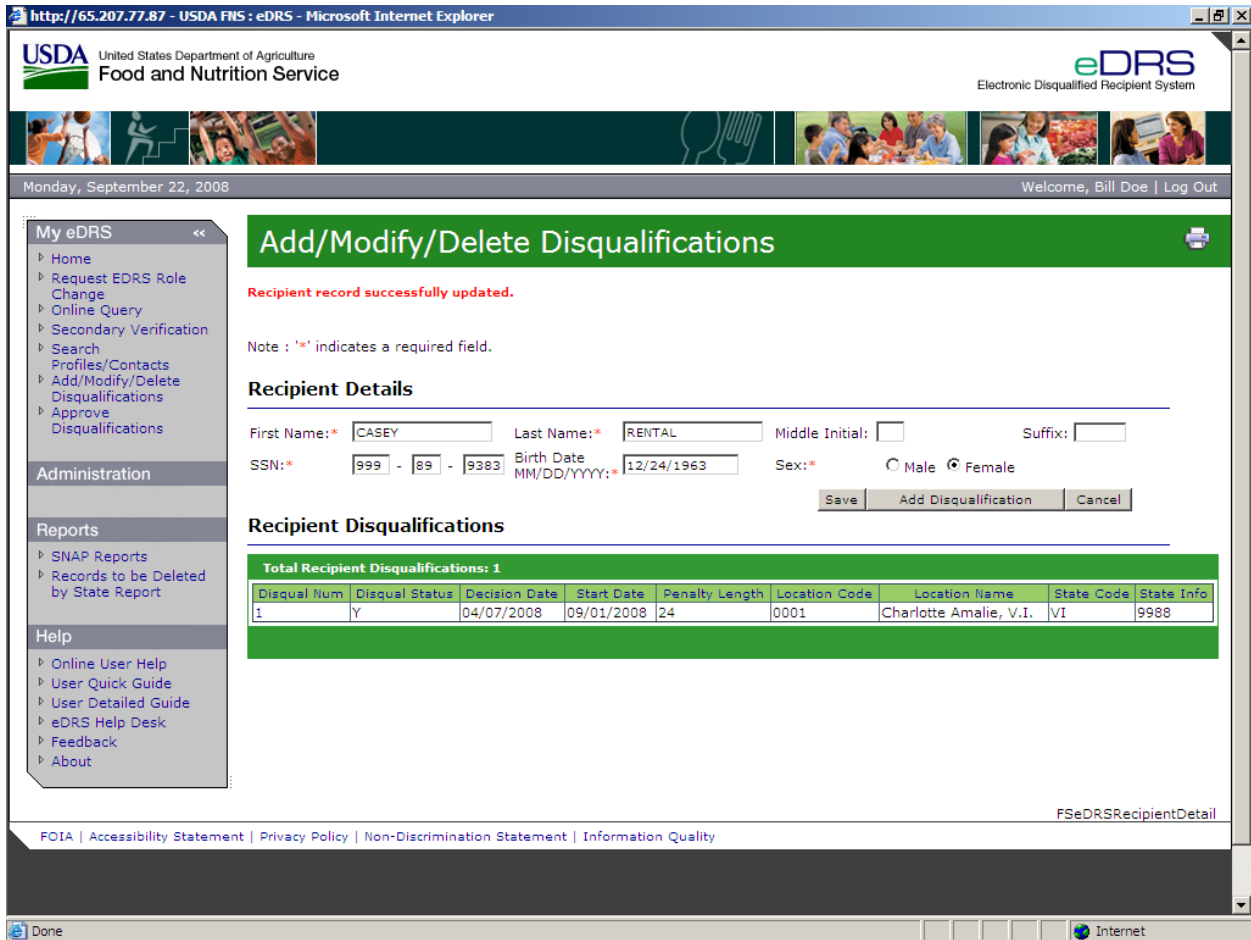 http://65.207.77.87 - USDA FNS : eDRS - Microsoft Internet Explorer
USDA United States Department of Agriculture
Food and Nutrition Service
eDRS
Electronic Disqualified Recipient System
Monday, September 22, 2008 Welcome, Bill Doe | Log Out
My eDRS <<
Home
Request EDRS Role
Change
Online Query
Secondary Verification
Search
Profiles/Contacts
Add/Modify/Delete
Disqualifications
Approve
Disqualifications
Administration
Reports
SNAP Reports
Records to be Deleted
by State Report
Help
Online User Help
User Quick Guide
User Detailed Guide
eDRS Help Desk
Feedback
About
Add/Modify/Delete Disqualifications
Recipient record successfully updated.
Note : '*' indicates a required field.
Recipient Details
First Name:* CASEY Last Name:* RENTAL Middle Initial: Suffix:
SSN:* 999 - 89 - 9383 Birth Date MM/DD/YYYY:* 12/24/1963 Sex:* Male Female
Save Add Disqualification Cancel
Recipient Disqualifications
Total Recipient Disqualifications: 1
Disqual Num Disqual Status Decision Date Start Date Penalty Length Location Code Location Name State Code State Info
1 Y 04/07/2008 09/01/2008 24 0001 Charlotte Amalie, V.I. VI 9988
FSeDRSRecipientDetail
FOIA | Accessibility Statement | Privacy Policy | Non-Discrimination Statement | Information Quality
Done Internet